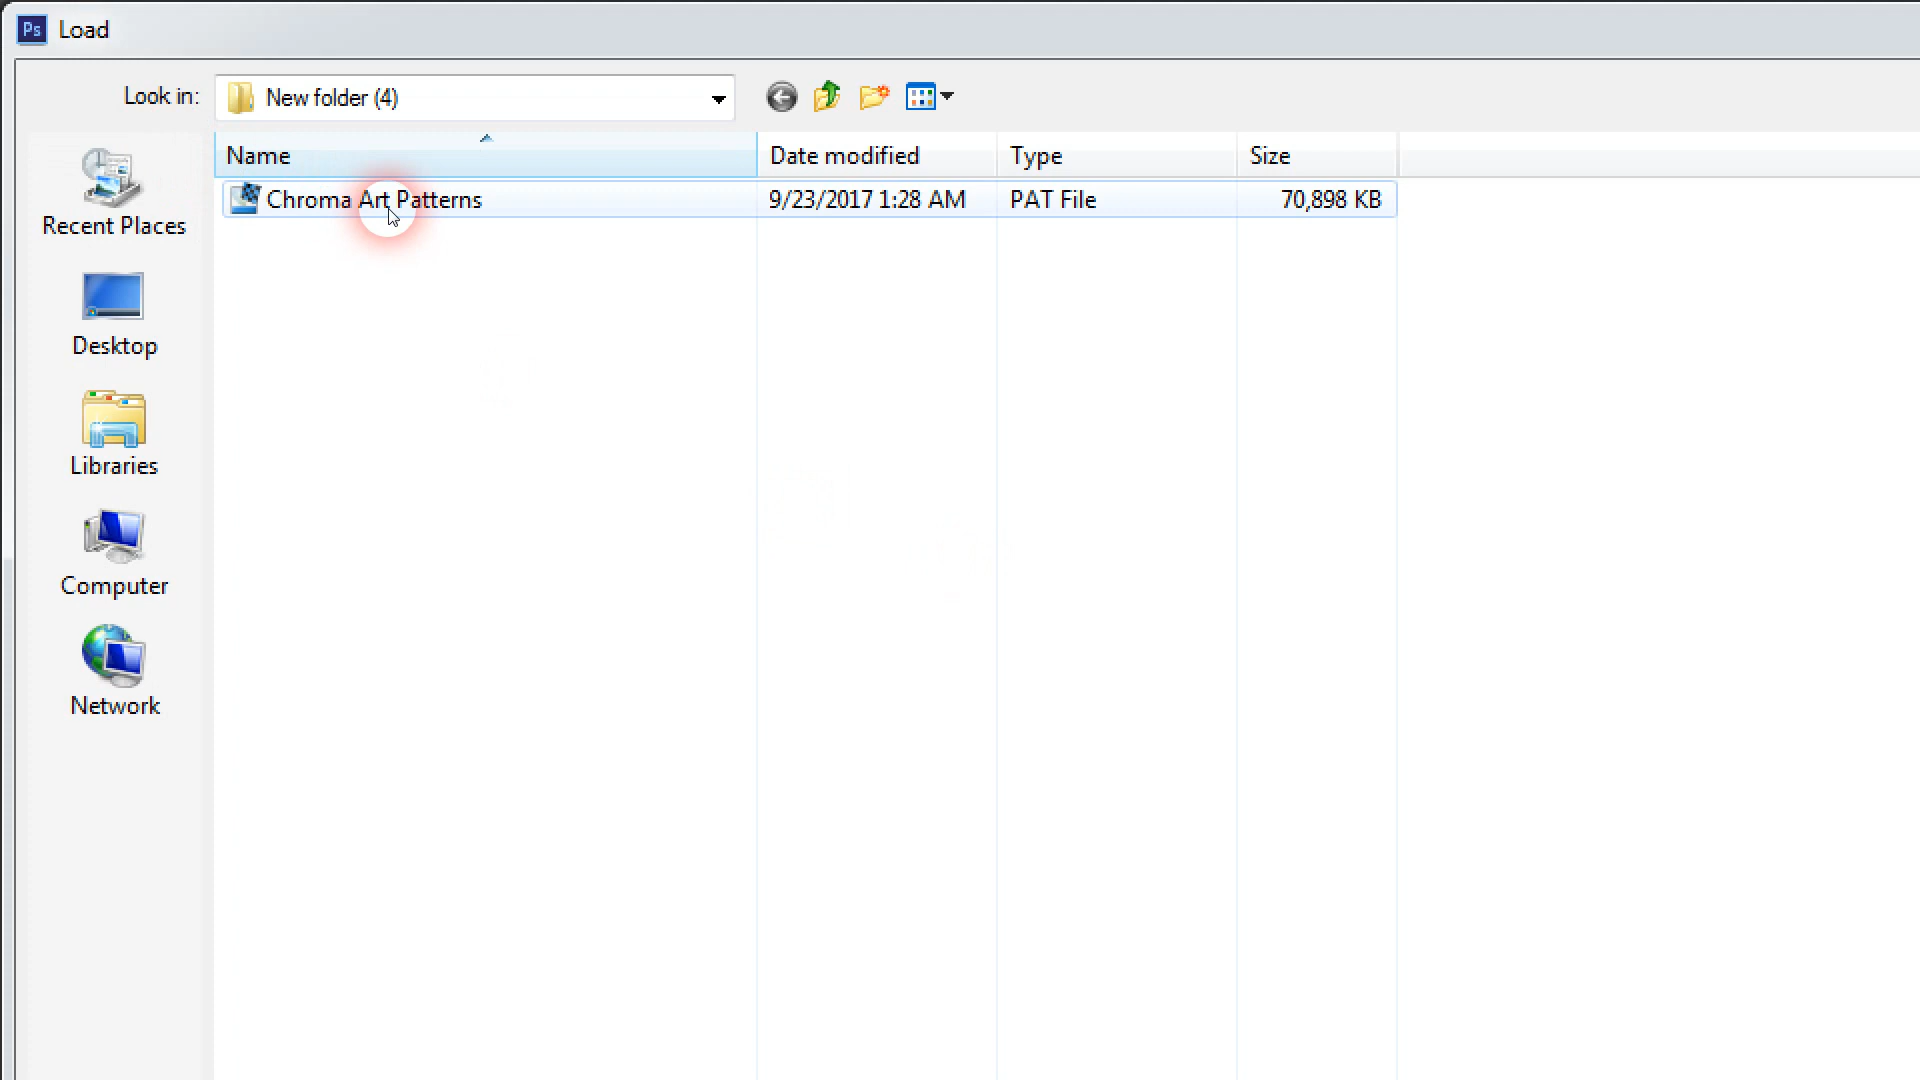 Ps Load
Look in: New folder (4)
Name Date modified Type Size
Chroma Art Patterns 9/23/2017 1:28 AM PAT File 70,898 KB
Recent Places
Desktop
Libraries
Computer
Network